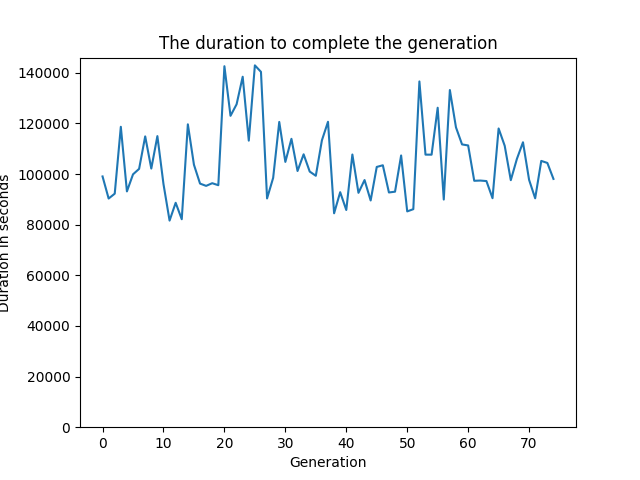 The duration to complete the generation
140000
120000
100000
80000
60000
40000
20000
0
Duration in seconds
0 10 20 30 40 50 60 70
Generation